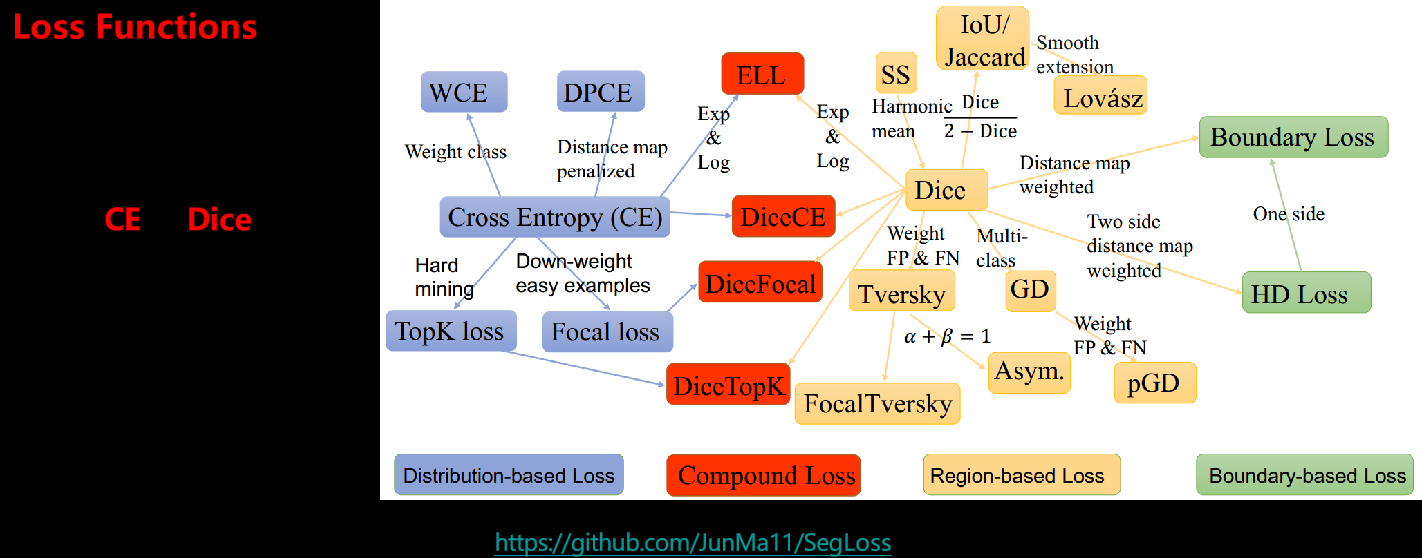 Loss Functions
CE Dice
IoU/
Jaccard
Smooth
extension
Lovász
SS
Harmonic
mean
Dice
2 − Dice
ELL
WCE
DPCE
Exp
&
Log
Exp
&
Log
Weight class
Distance map
penalized
Boundary Loss
Distance map
weighted
Dice
Cross Entropy (CE)
DiceCE
One side
Two side
distance map
weighted
Weight
FP & FN
Multi-
class
Hard
mining
Down-weight
easy examples
DiceFocal
Tversky
GD
HD Loss
TopK loss
Focal loss
α + β = 1
Weight
FP & FN
DiceTopK
Asym.
pGD
FocalTversky
Distribution-based Loss
Compound Loss
Region-based Loss
Boundary-based Loss
https://github.com/JunMa11/SegLoss